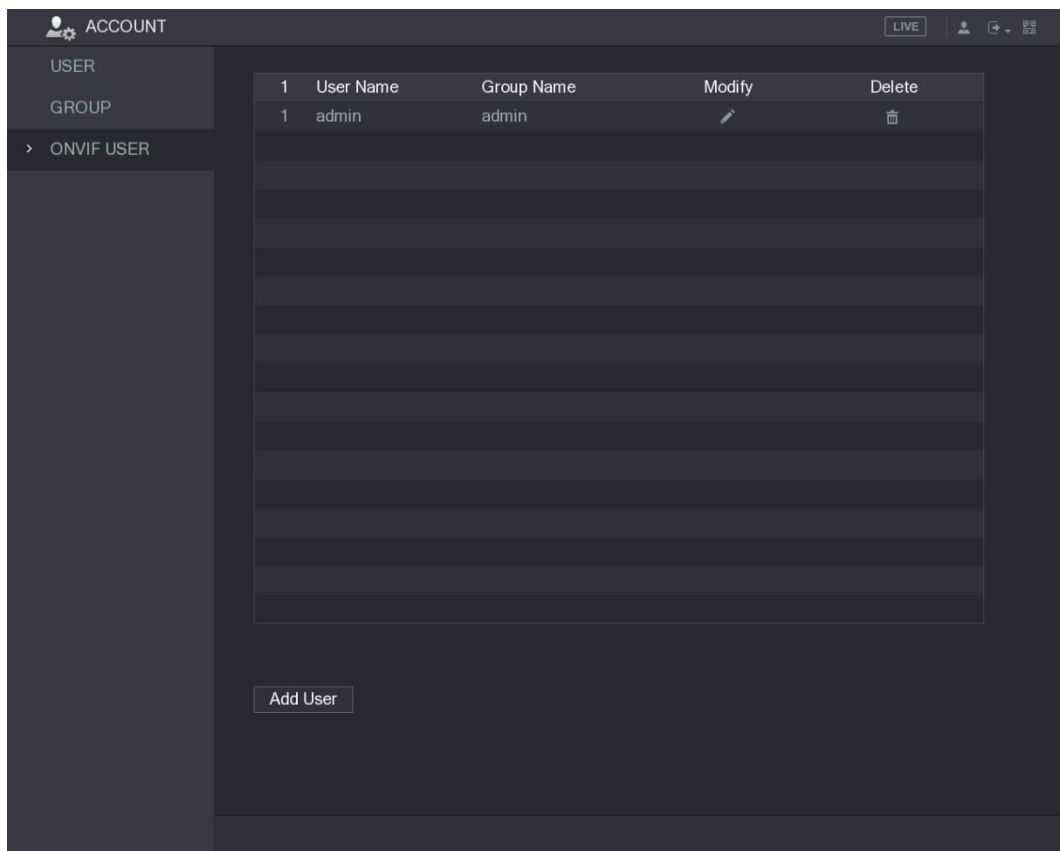 ACCOUNT LIVE
USER
GROUP
ONVIF USER
1 User Name Group Name Modify Delete
1 admin admin
Add User